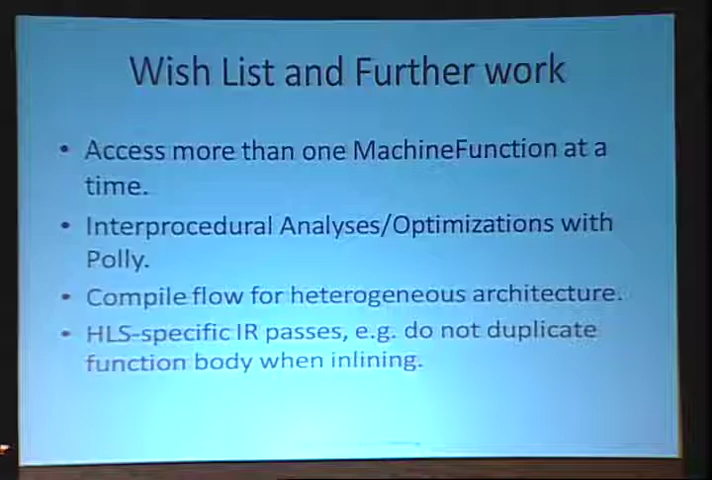 Wish List and Further work
• Access more than one MachineFunction at a
time.
• Interprocedural Analyses/Optimizations with
Polly.
• Compile flow for heterogeneous architecture.
• HLS-specific IR passes, e.g. do not duplicate
function body when inlining.